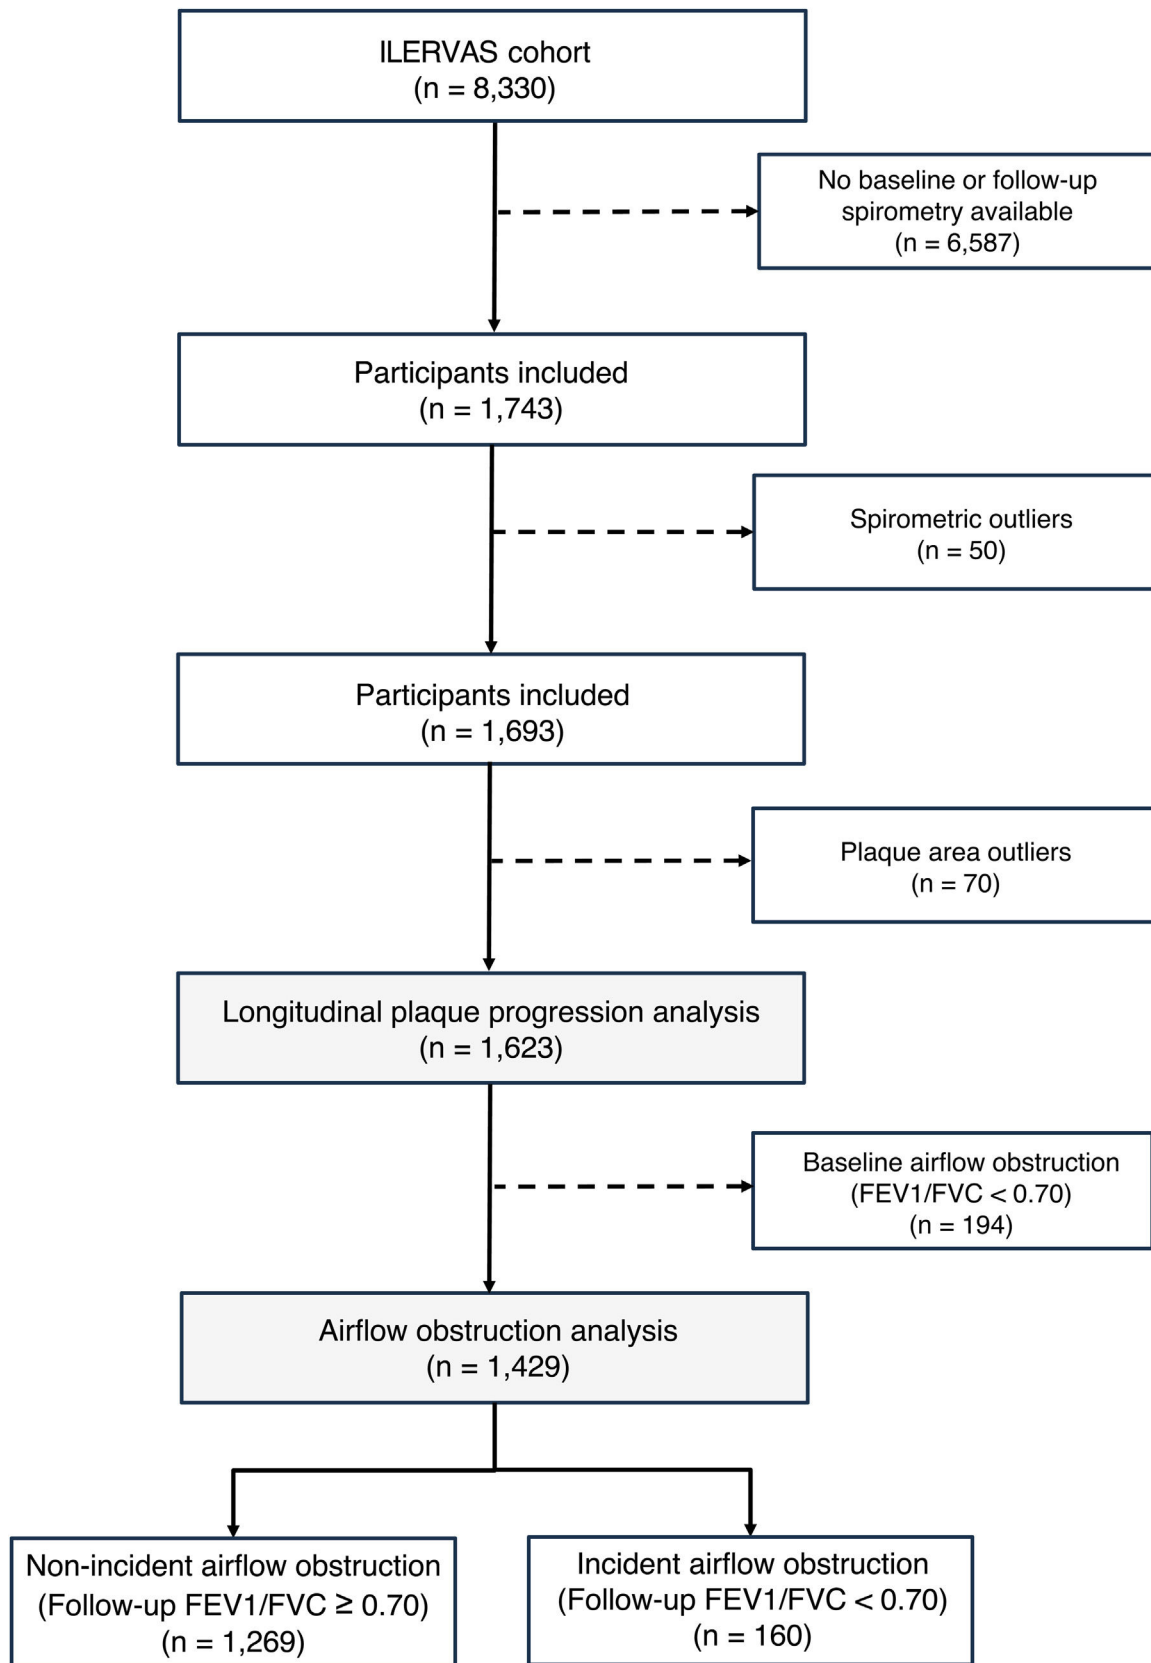 ILERVAS cohort
(n = 8,330)
No baseline or follow-up
spirometry available
(n = 6,587)
Participants included
(n = 1,743)
Spirometric outliers
(n = 50)
Participants included
(n = 1,693)
Plaque area outliers
(n = 70)
Longitudinal plaque progression analysis
(n = 1,623)
Baseline airflow obstruction
(FEV1/FVC < 0.70)
(n = 194)
Airflow obstruction analysis
(n = 1,429)
Non-incident airflow obstruction
(Follow-up FEV1/FVC ≥ 0.70)
(n = 1,269)
Incident airflow obstruction
(Follow-up FEV1/FVC < 0.70)
(n = 160)